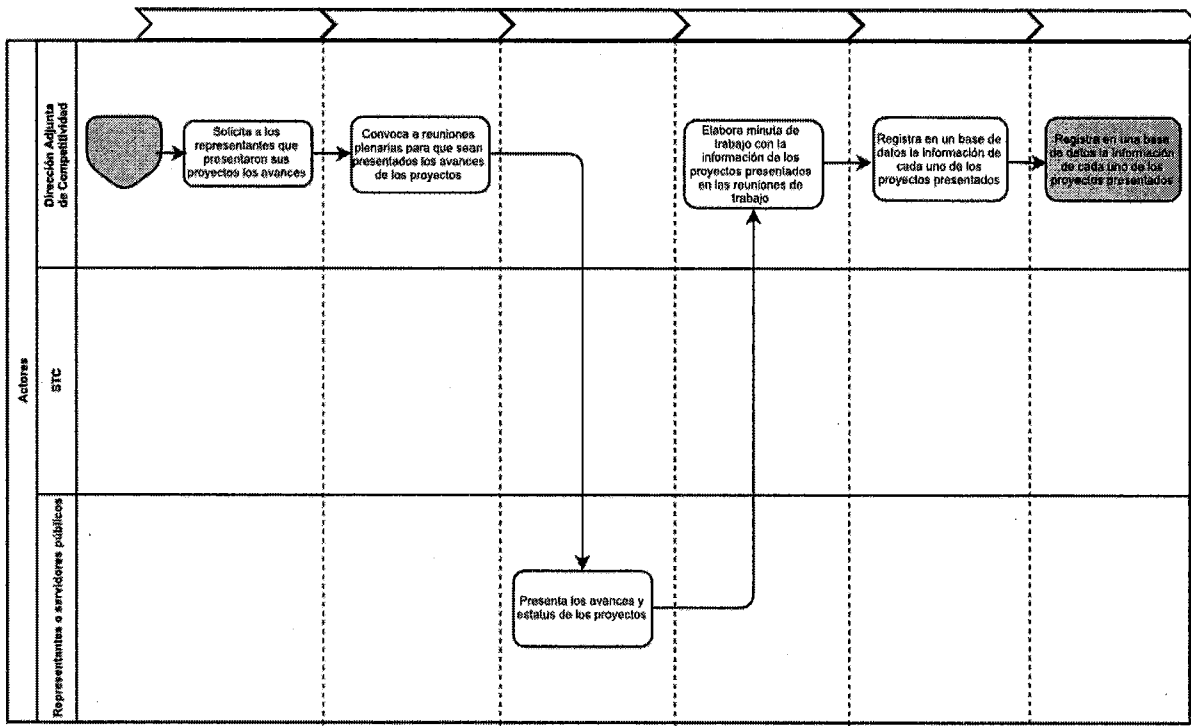 Actores
Dirección Adjunta
de Competitividad
Solicita a los
representantes que
presentaron sus
proyectos los avances
Convoca a reuniones
plenarias para que sean
presentados los avances
de los proyectos
Elabora minuta de
trabajo con la
información de los
proyectos presentados
en las reuniones de
trabajo
Registra en un base de
datos la información de
cada uno de los
proyectos presentados
Registra en una base
de datos la información
de cada uno de los
proyectos presentados
STC
Representantes o servidores públicos
Presenta los avances y
estatus de los proyectos